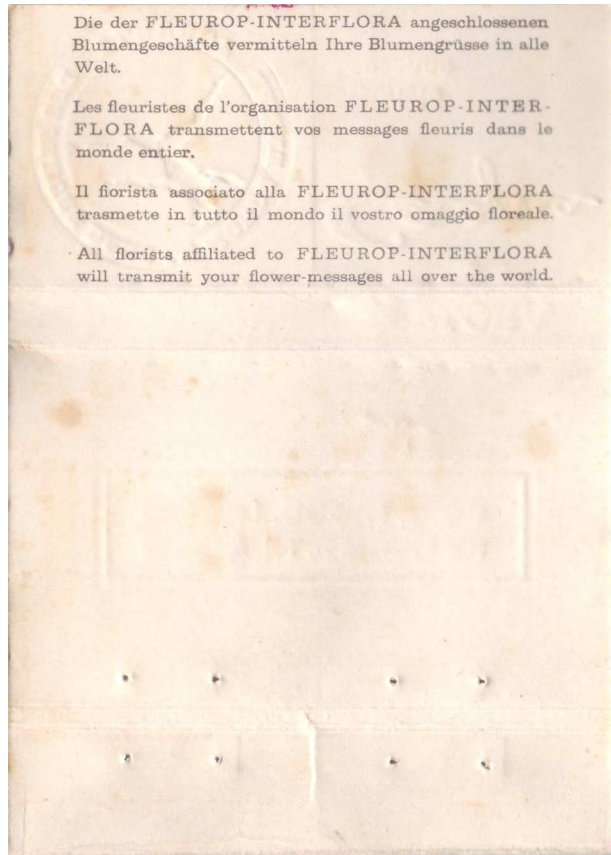 Die der FLEUROP-INTERFLORA angeschlossenen
Blumengeschäfte vermitteln Ihre Blumengrüsse in alle
Welt.
Les fleuristes de l'organisation FLEUROP-INTER-
FLORA transmettent vos messages fleuris dans le
monde entier.
Il fiorista associato alla FLEUROP-INTERFLORA
trasmette in tutto il mondo il vostro omaggio floreale.
All florists affiliated to FLEUROP-INTERFLORA
will transmit your flower-messages all over the world.